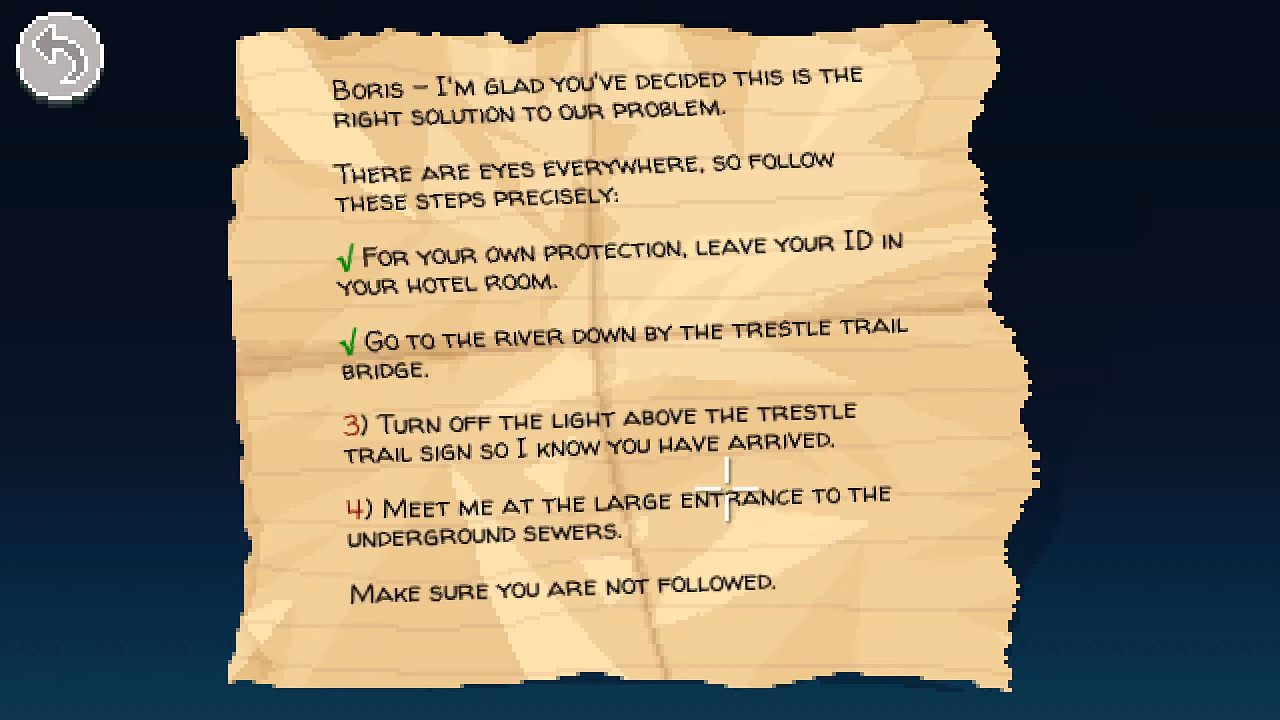 Boris – I'm glad you've decided this is the
right solution to our problem.
There are eyes everywhere, so follow
these steps precisely:
√ For your own protection, leave your ID in
your hotel room.
√ Go to the river down by the trestle trail
bridge.
3) Turn off the light above the trestle
trail sign so I know you have arrived.
4) Meet me at the large entrance to the
underground sewers.
Make sure you are not followed.